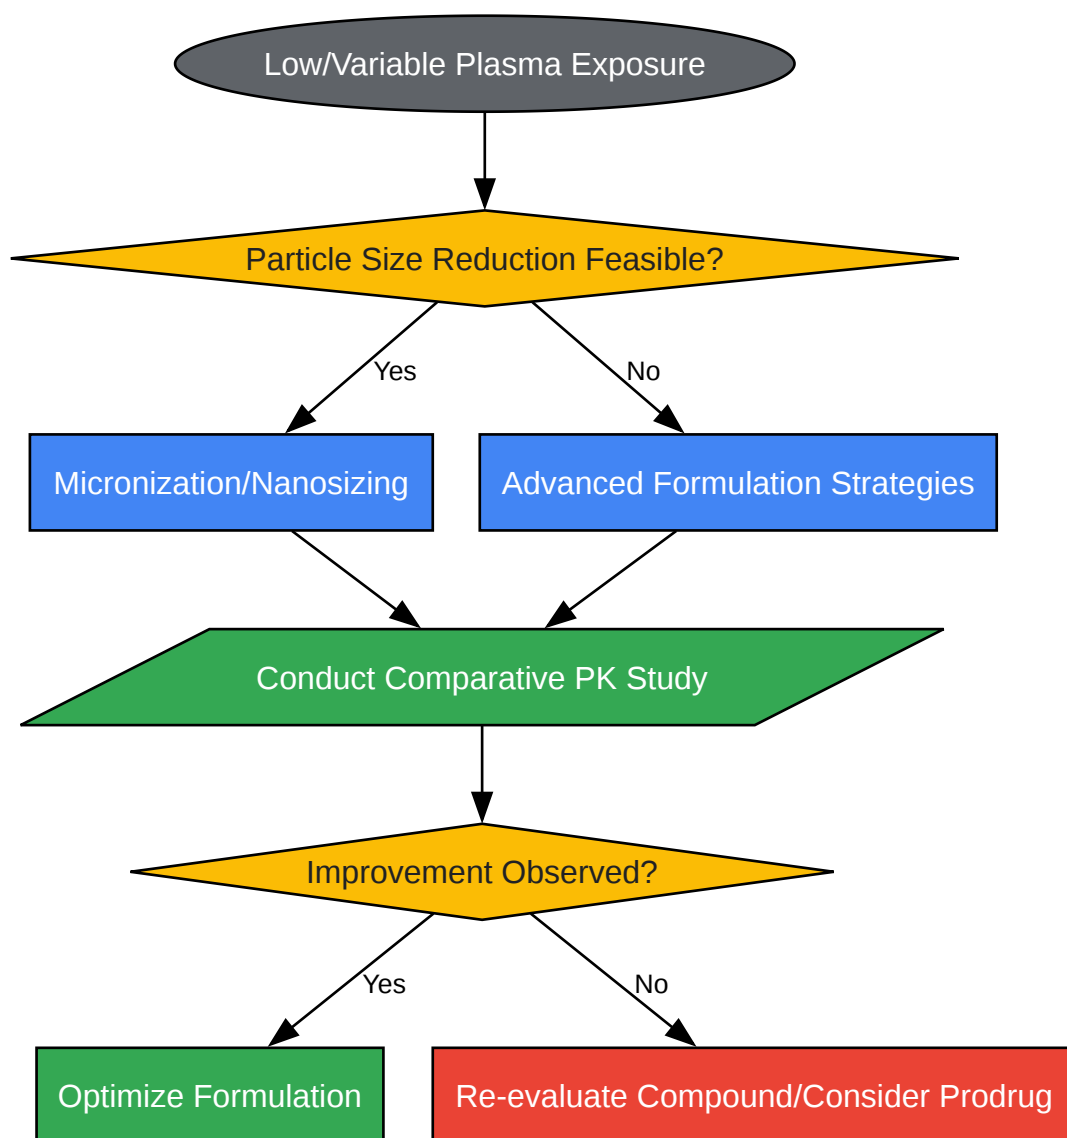 Low/Variable Plasma Exposure
Particle Size Reduction Feasible?
Yes
No
Micronization/Nanosizing
Advanced Formulation Strategies
Conduct Comparative PK Study
Improvement Observed?
Yes
No
Optimize Formulation
Re-evaluate Compound/Consider Prodrug